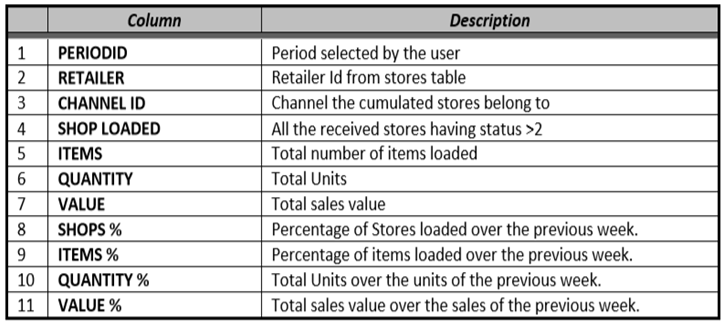 Column Description
1 PERIODID Period selected by the user
2 RETAILER Retailer Id from stores table
3 CHANNEL ID Channel the cumulated stores belong to
4 SHOP LOADED All the received stores having status >2
5 ITEMS Total number of items loaded
6 QUANTITY Total Units
7 VALUE Total sales value
8 SHOPS % Percentage of Stores loaded over the previous week.
9 ITEMS % Percentage of items loaded over the previous week.
10 QUANTITY % Total Units over the units of the previous week.
11 VALUE % Total sales value over the sales of the previous week.